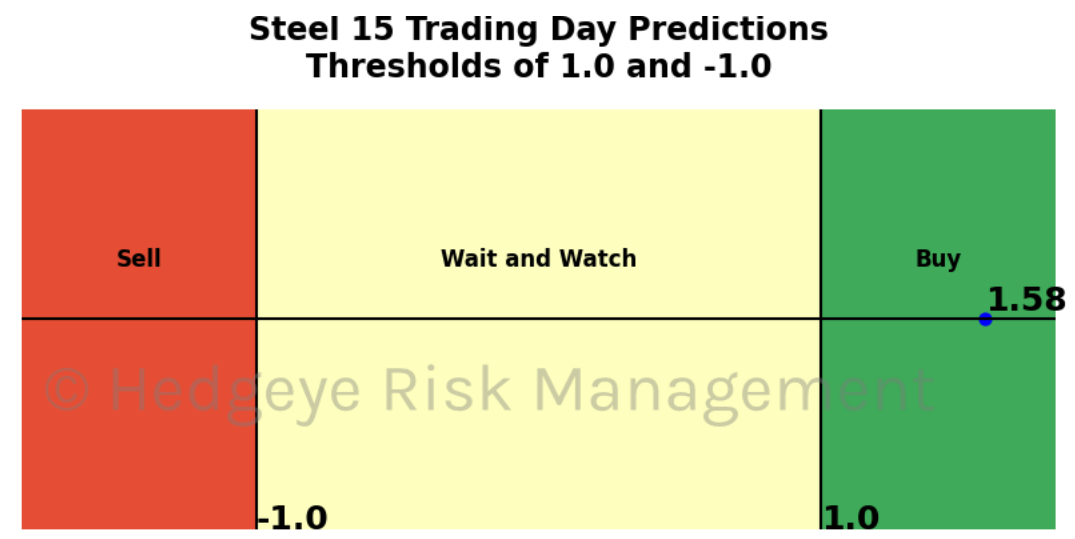 Steel 15 Trading Day Predictions
Thresholds of 1.0 and -1.0
Sell
Wait and Watch
Buy
1.58
© Hedgeye Risk Management
-1.0
1.0